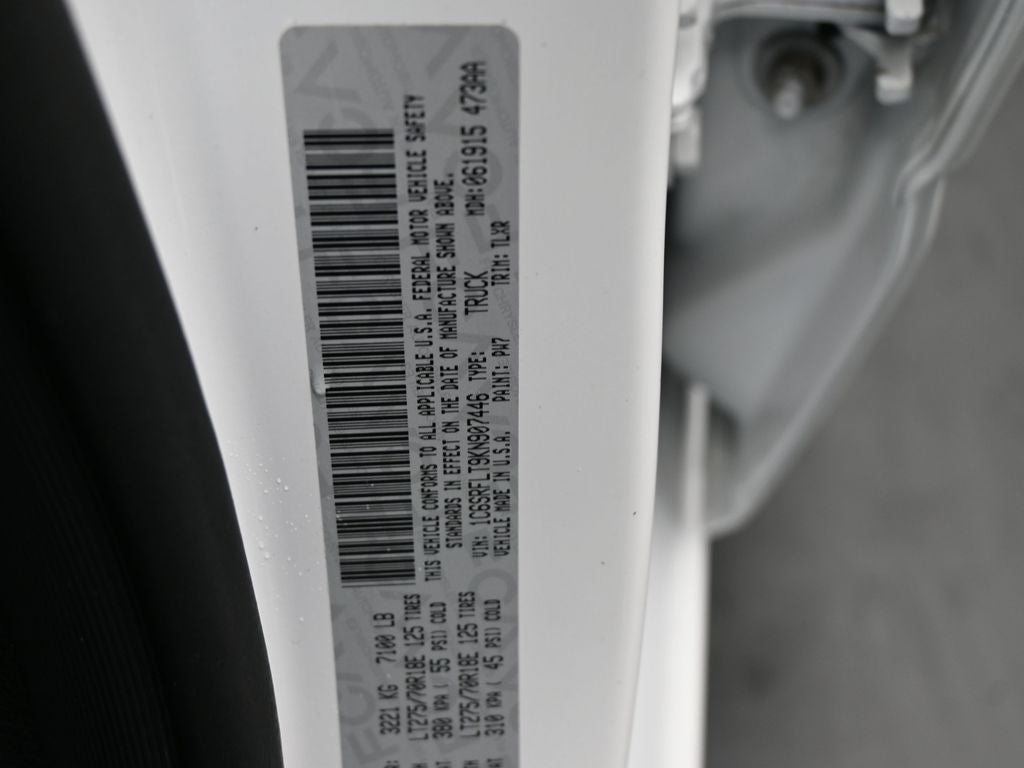 3221 KG 7100 LB
LT275/70R18E 125 TIRES
380 KPA ( 55 PSI) COLD
LT275/70R18E 125 TIRES
310 KPA ( 45 PSI) COLD
THIS VEHICLE CONFORMS TO ALL APPLICABLE U.S.A. FEDERAL MOTOR VEHICLE SAFETY
STANDARDS IN EFFECT ON THE DATE OF MANUFACTURE SHOWN ABOVE.
VIN: 1C6SRFLT9KN907446 TYPE: TRUCK MDH:061915 473AA
VEHICLE MADE IN U.S.A. PAINT: PW7 TRIM: TLXR